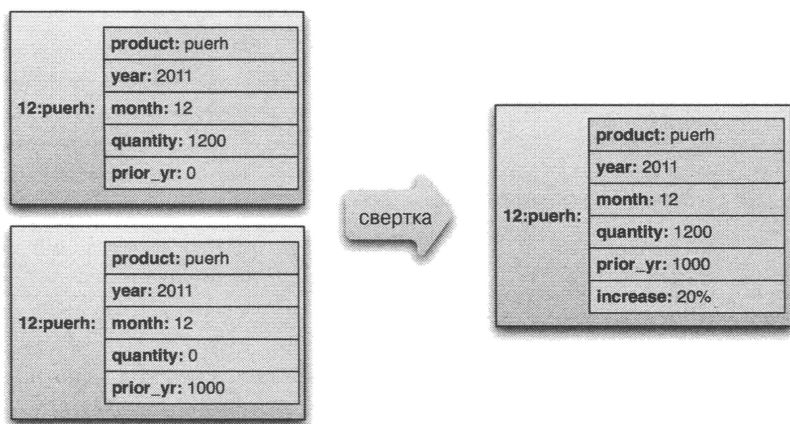 12:puerh:
product: puerh
year: 2011
month: 12
quantity: 1200
prior_yr: 0
12:puerh:
product: puerh
year: 2011
month: 12
quantity: 0
prior_yr: 1000
свертка
12:puerh:
product: puerh
year: 2011
month: 12
quantity: 1200
prior_yr: 1000
increase: 20%